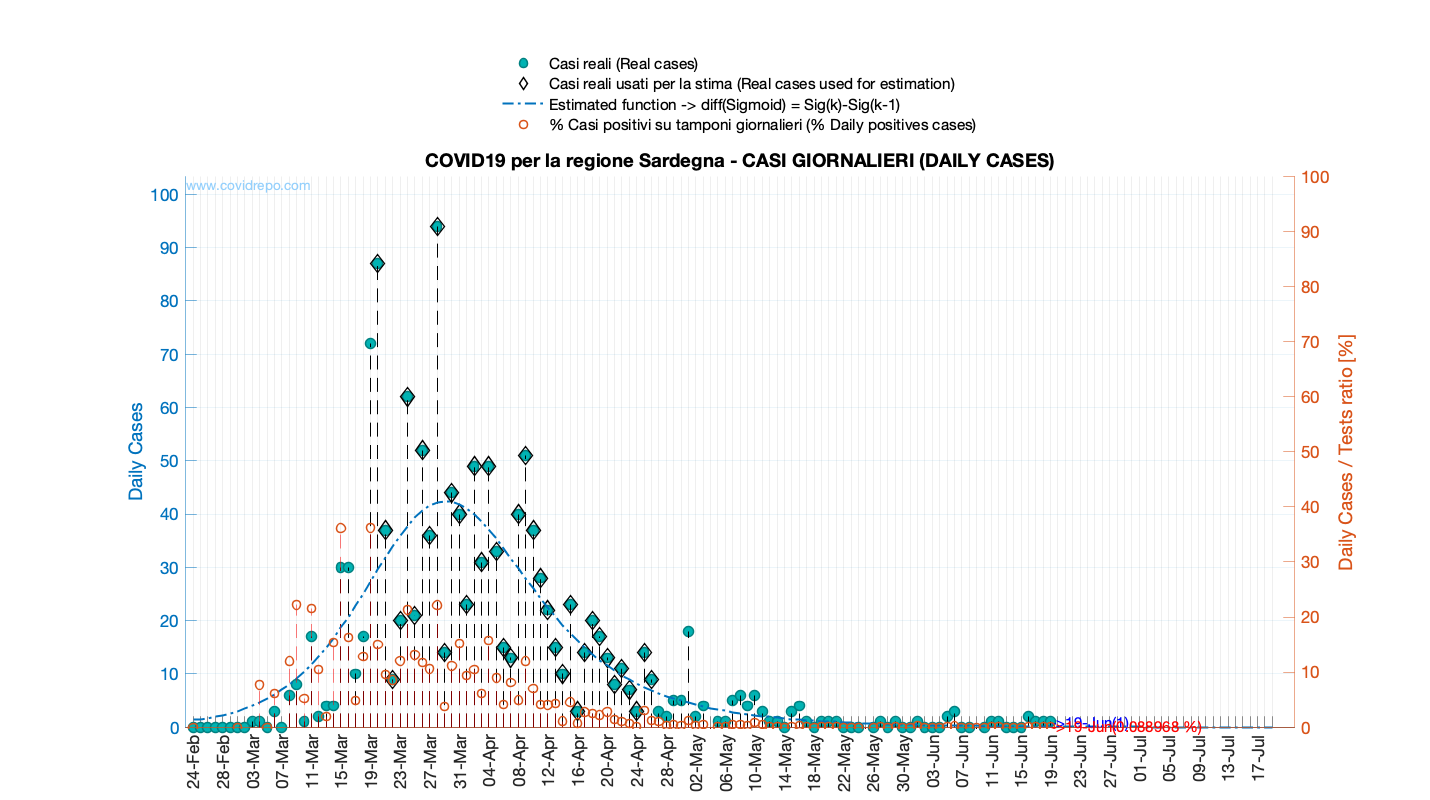 Casi reali (Real cases)
Casi reali usati per la stima (Real cases used for estimation)
Estimated function -> diff(Sigmoid) = Sig(k)-Sig(k-1)
% Casi positivi su tamponi giornalieri (% Daily positives cases)
COVID19 per la regione Sardegna - CASI GIORNALIERI (DAILY CASES)
www.covidrepo.com
Daily Cases
100
90
80
70
60
50
40
30
20
10
0
Daily Cases / Tests ratio [%]
100
90
80
70
60
50
40
30
20
10
0
24-Feb
28-Feb
03-Mar
07-Mar
11-Mar
15-Mar
19-Mar
23-Mar
27-Mar
31-Mar
04-Apr
08-Apr
12-Apr
16-Apr
20-Apr
24-Apr
28-Apr
02-May
06-May
10-May
14-May
18-May
22-May
26-May
30-May
03-Jun
07-Jun
11-Jun
15-Jun
19-Jun
23-Jun
27-Jun
01-Jul
05-Jul
09-Jul
13-Jul
17-Jul